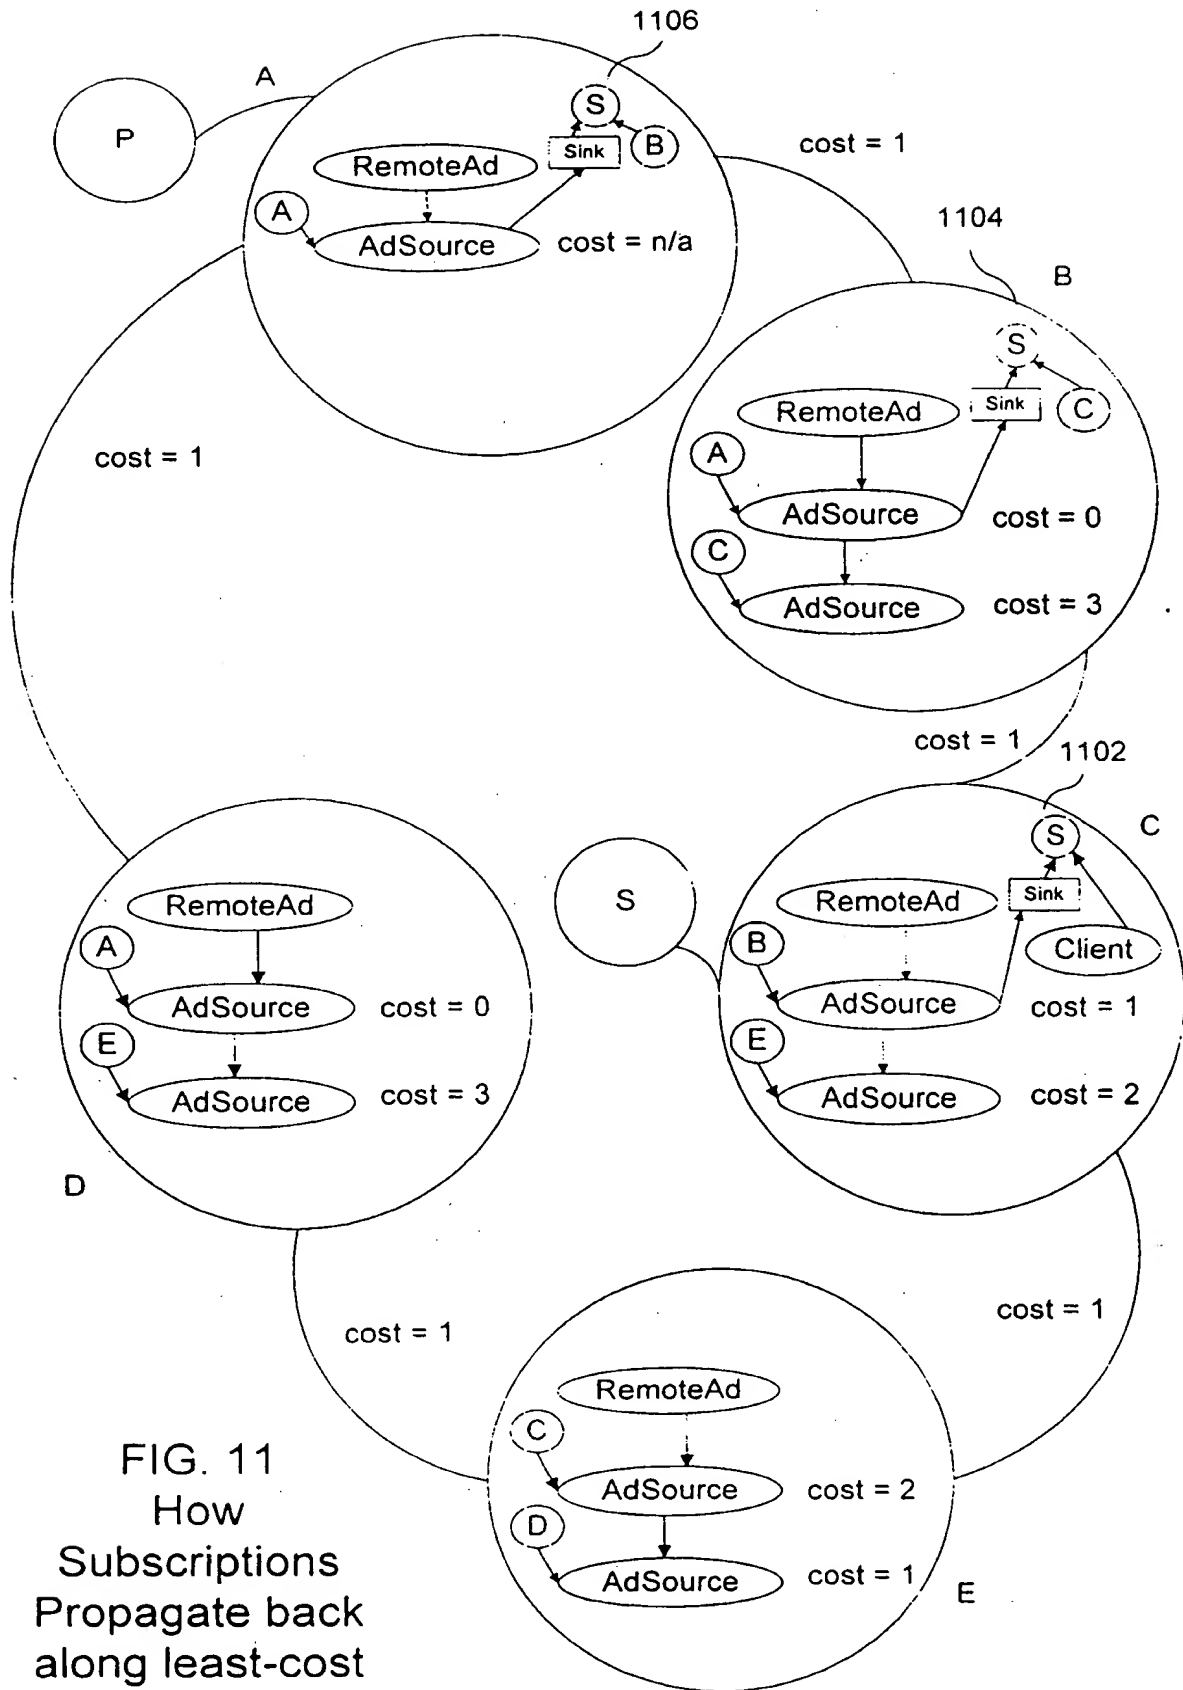 1106
A
P
S
Sink
B
RemoteAd
A
AdSource
cost = n/a
cost = 1
1104
B
S
Sink
C
RemoteAd
A
AdSource
cost = 0
C
AdSource
cost = 3
cost = 1
cost = 1
1102
C
S
Sink
Client
S
RemoteAd
B
AdSource
cost = 1
E
AdSource
cost = 2
RemoteAd
A
AdSource
cost = 0
E
AdSource
cost = 3
D
cost = 1
cost = 1
RemoteAd
C
AdSource
cost = 2
D
AdSource
cost = 1
E
FIG. 11
How
Subscriptions
Propagate back
along least-cost